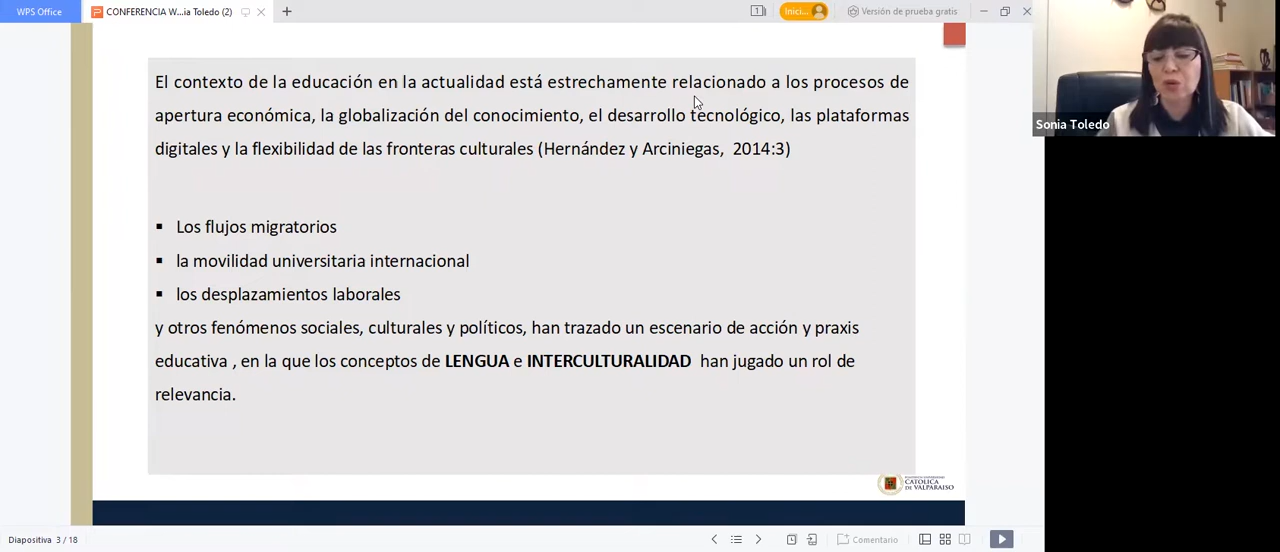 WPS Office
CONFERENCIA W...ia Toledo (2)
Inici...
Versión de prueba gratis
El contexto de la educación en la actualidad está estrechamente relacionado a los procesos de
apertura económica, la globalización del conocimiento, el desarrollo tecnológico, las plataformas
digitales y la flexibilidad de las fronteras culturales (Hernández y Arciniegas, 2014:3)
Sonia Toledo
▪ Los flujos migratorios
▪ la movilidad universitaria internacional
▪ los desplazamientos laborales
y otros fenómenos sociales, culturales y políticos, han trazado un escenario de acción y praxis
educativa , en la que los conceptos de LENGUA e INTERCULTURALIDAD han jugado un rol de
relevancia.
CATOLICA
DE VALPARAISO
Diapositiva 3 / 18
Comentario